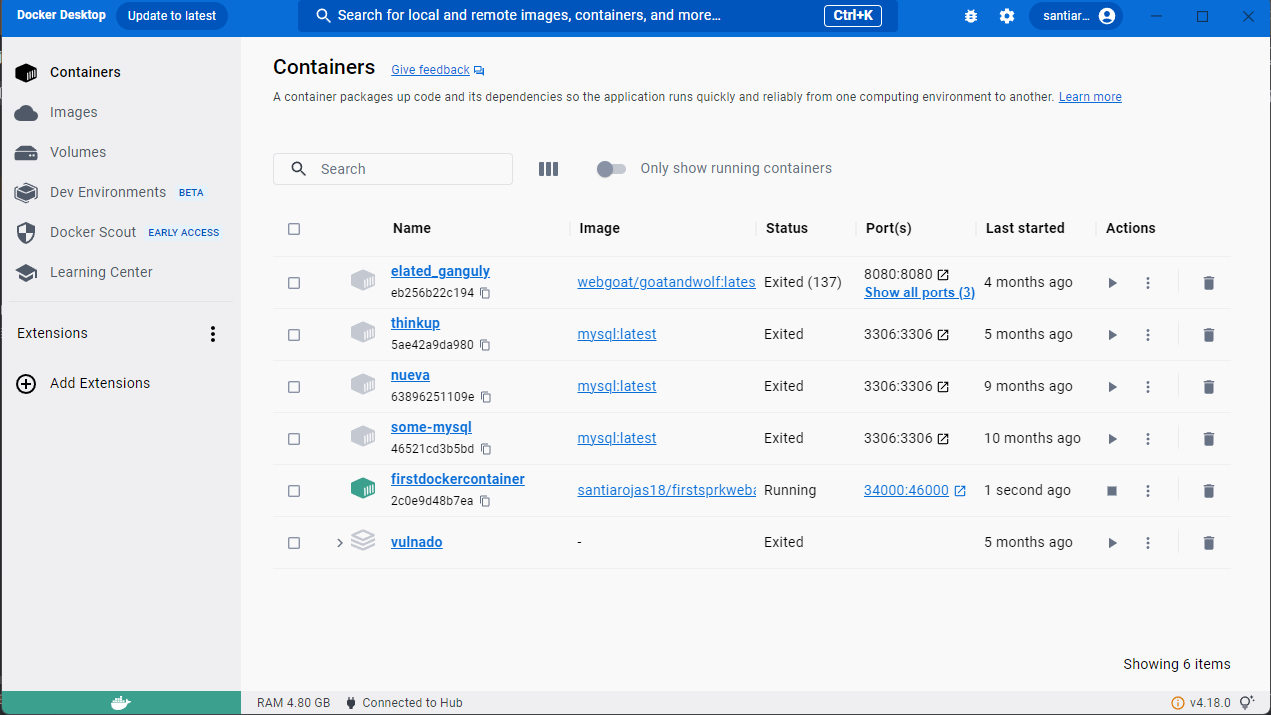 Docker Desktop Update to latest Search for local and remote images, containers, and more... Ctrl+K santiar...
Containers
Images
Volumes
Dev Environments BETA
Docker Scout EARLY ACCESS
Learning Center
Extensions
Add Extensions
Containers Give feedback
A container packages up code and its dependencies so the application runs quickly and reliably from one computing environment to another. Learn more
Search Only show running containers
Name Image Status Port(s) Last started Actions
elated_ganguly
eb256b22c194 webgoat/goatandwolf:lates Exited (137) 8080:8080 4 months ago
Show all ports (3)
thinkup
5ae42a9da980 mysql:latest Exited 3306:3306 5 months ago
nueva
63896251109e mysql:latest Exited 3306:3306 9 months ago
some-mysql
46521cd3b5bd mysql:latest Exited 3306:3306 10 months ago
firstdockercontainer
2c0e9d48b7ea santiarojas18/firstsprkweba Running 34000:46000 1 second ago
vulnado - Exited 5 months ago
Showing 6 items
RAM 4.80 GB Connected to Hub v4.18.0